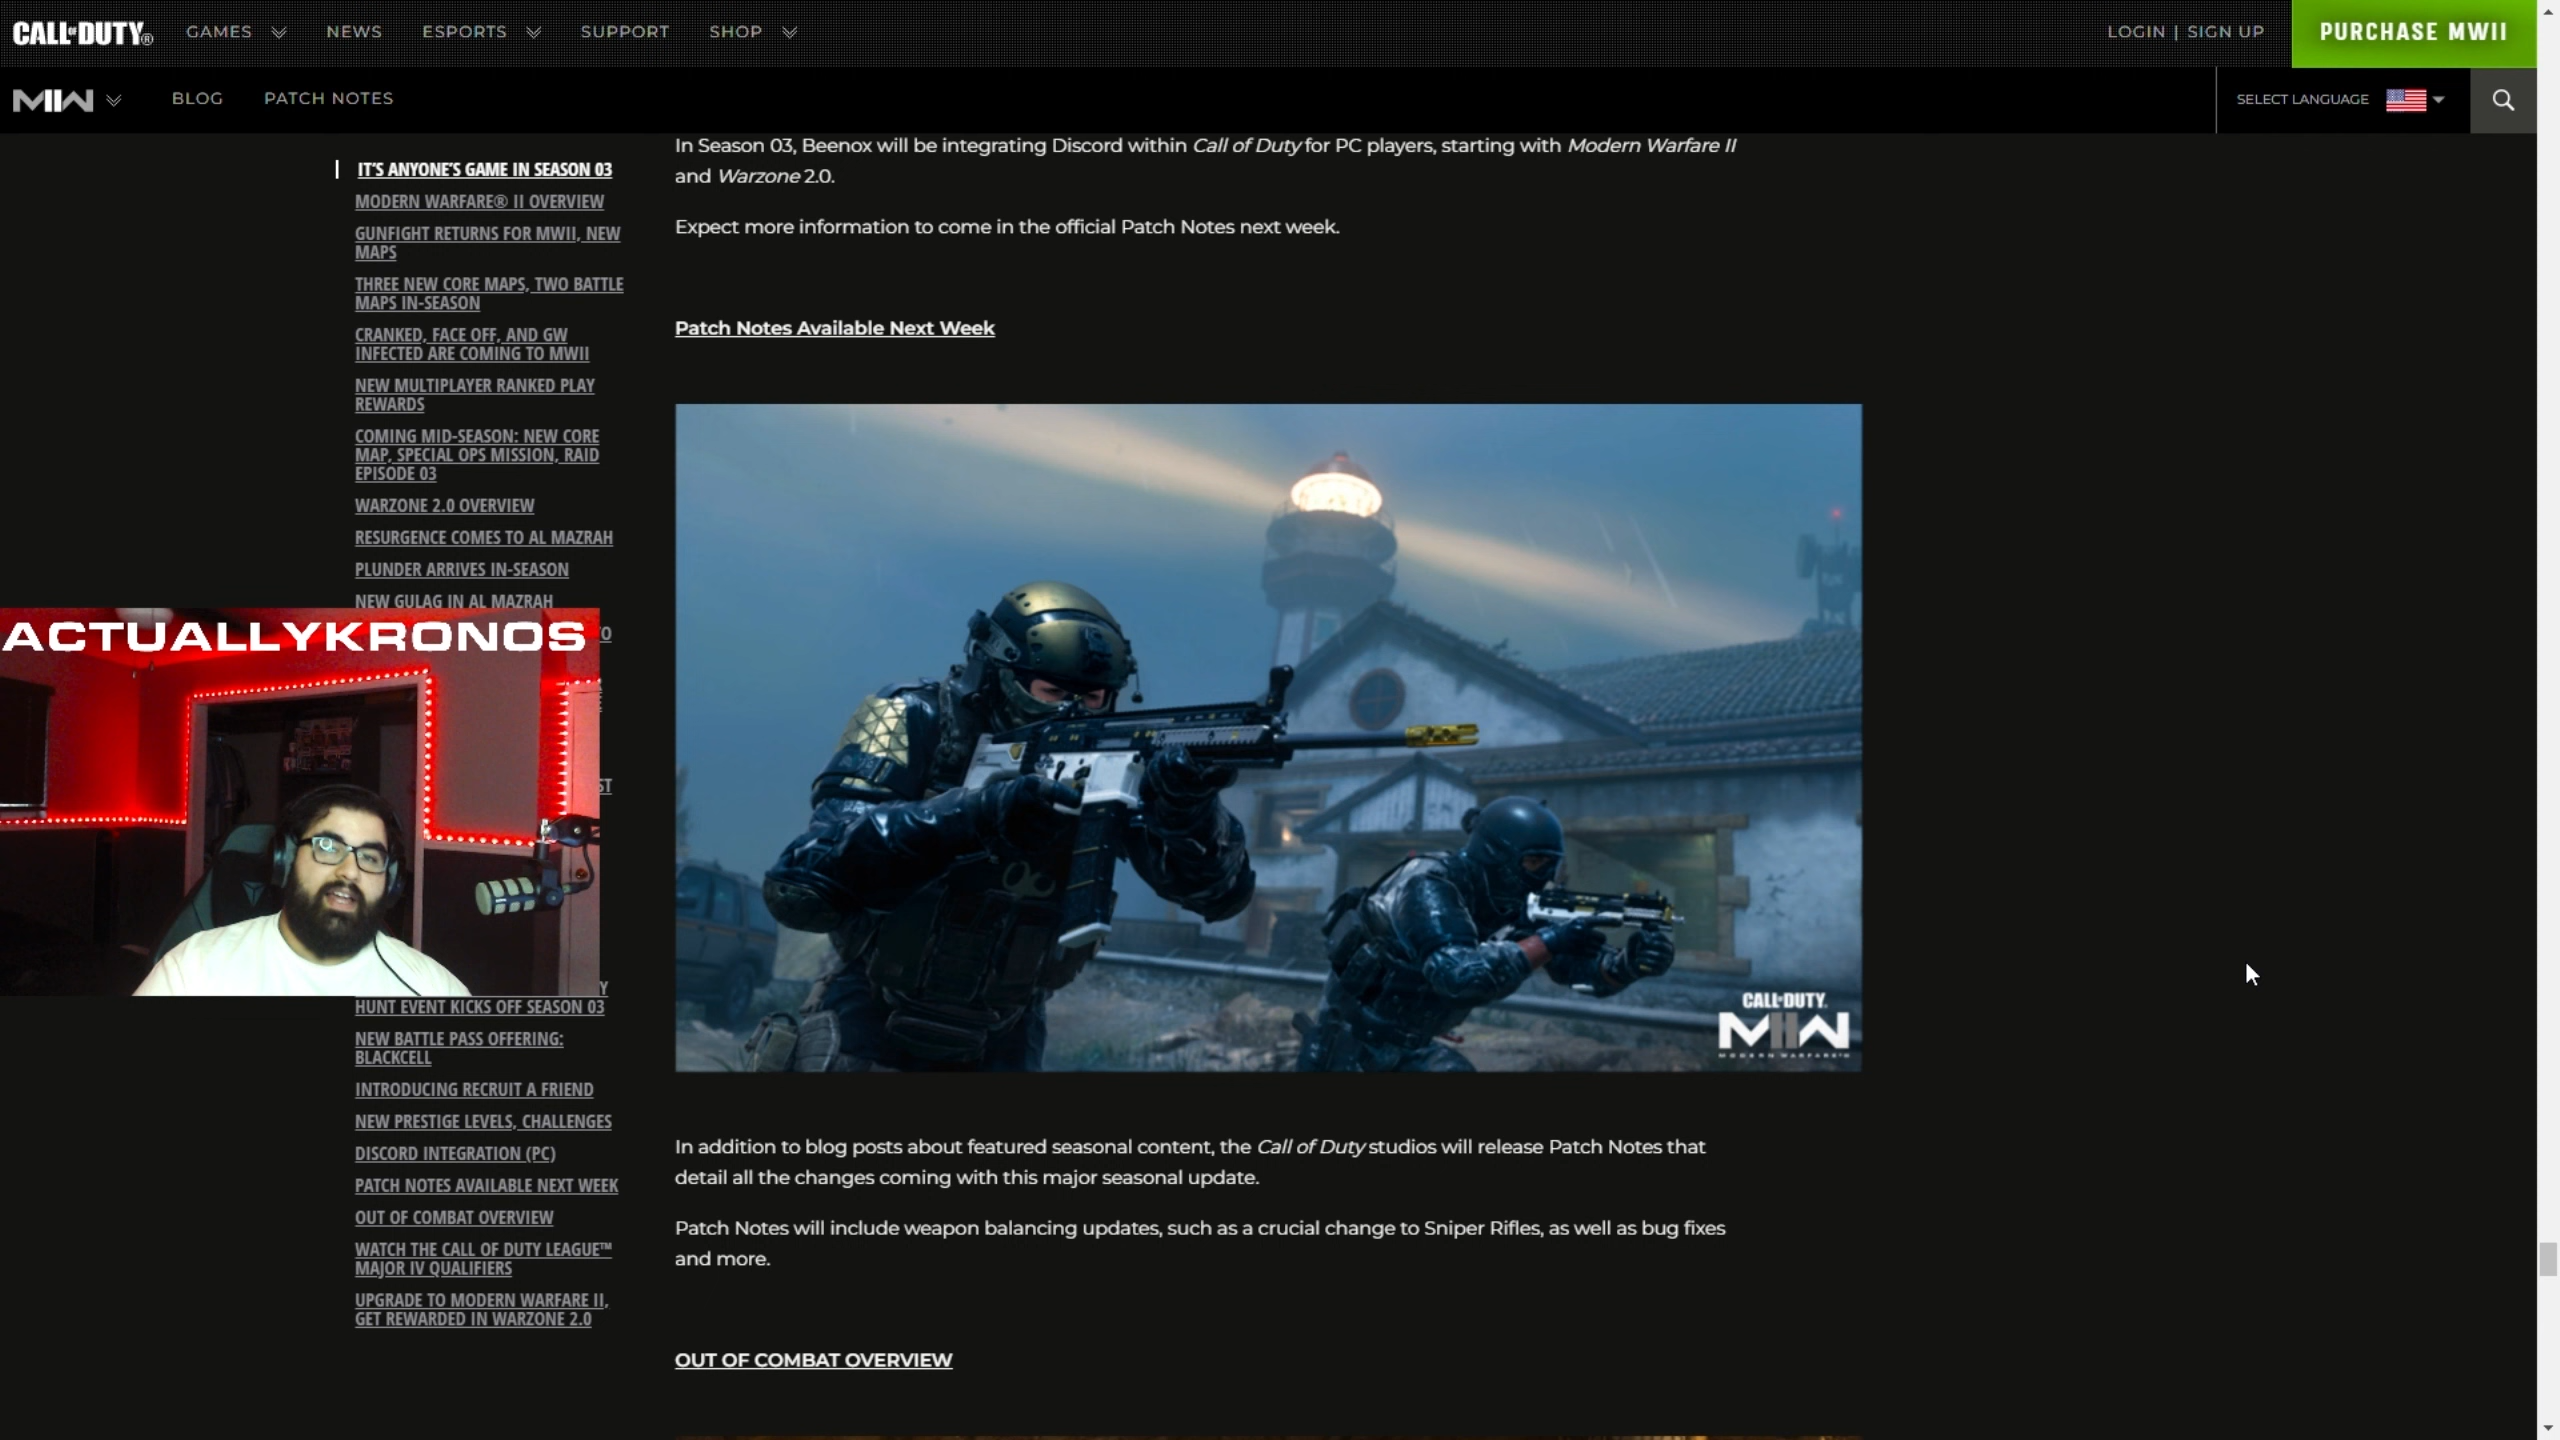 CALL OF DUTY®
GAMES
NEWS
ESPORTS
SUPPORT
SHOP
LOGIN | SIGN UP
PURCHASE MWII
MWII
BLOG
PATCH NOTES
SELECT LANGUAGE
IT'S ANYONE'S GAME IN SEASON 03
MODERN WARFARE® II OVERVIEW
GUNFIGHT RETURNS FOR MWII, NEW
MAPS
THREE NEW CORE MAPS, TWO BATTLE
MAPS IN-SEASON
CRANKED, FACE OFF, AND GW
INFECTED ARE COMING TO MWII
NEW MULTIPLAYER RANKED PLAY
REWARDS
COMING MID-SEASON: NEW CORE
MAP, SPECIAL OPS MISSION, RAID
EPISODE 03
WARZONE 2.0 OVERVIEW
RESURGENCE COMES TO AL MAZRAH
PLUNDER ARRIVES IN-SEASON
NEW GULAG IN AL MAZRAH
ACTUALLYKRONOS
HUNT EVENT KICKS OFF SEASON 03
NEW BATTLE PASS OFFERING:
BLACKCELL
INTRODUCING RECRUIT A FRIEND
NEW PRESTIGE LEVELS, CHALLENGES
DISCORD INTEGRATION (PC)
PATCH NOTES AVAILABLE NEXT WEEK
OUT OF COMBAT OVERVIEW
WATCH THE CALL OF DUTY LEAGUE™
MAJOR IV QUALIFIERS
UPGRADE TO MODERN WARFARE II,
GET REWARDED IN WARZONE 2.0
In Season 03, Beenox will be integrating Discord within Call of Duty for PC players, starting with Modern Warfare II
and Warzone 2.0.
Expect more information to come in the official Patch Notes next week.
Patch Notes Available Next Week
CALL OF DUTY
MWII
MODERN WARFARE II
In addition to blog posts about featured seasonal content, the Call of Duty studios will release Patch Notes that
detail all the changes coming with this major seasonal update.
Patch Notes will include weapon balancing updates, such as a crucial change to Sniper Rifles, as well as bug fixes
and more.
OUT OF COMBAT OVERVIEW